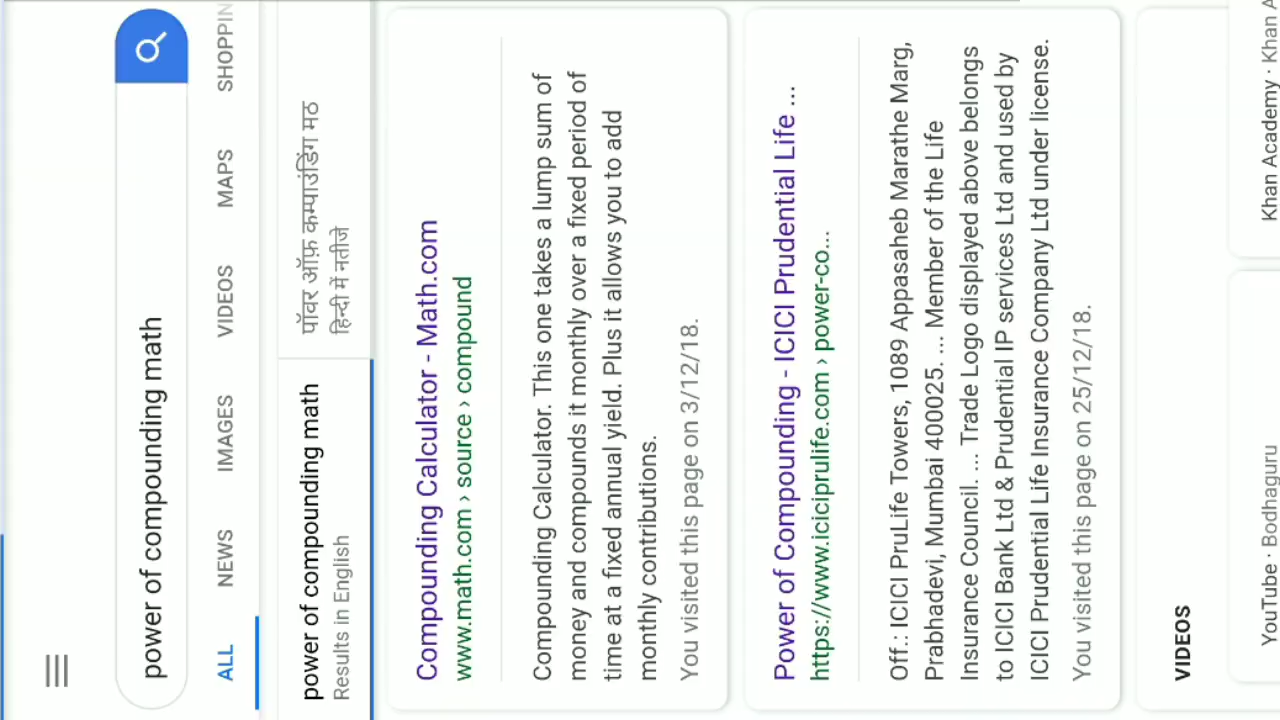 power of compounding math
ALL NEWS IMAGES VIDEOS MAPS SHOPPIN
power of compounding math
Results in English
पॉवर ऑफ़ कम्पाउंडिंग मठ
हिन्दी में नतीजे
Compounding Calculator - Math.com
www.math.com › source › compound
Compounding Calculator. This one takes a lump sum of
money and compounds it monthly over a fixed period of
time at a fixed annual yield. Plus it allows you to add
monthly contributions.
You visited this page on 3/12/18.
Power of Compounding - ICICI Prudential Life ...
https://www.iciciprulife.com › power-co...
Off.: ICICI PruLife Towers, 1089 Appasaheb Marathe Marg,
Prabhadevi, Mumbai 400025. ... Member of the Life
Insurance Council. ... Trade Logo displayed above belongs
to ICICI Bank Ltd & Prudential IP services Ltd and used by
ICICI Prudential Life Insurance Company Ltd under license.
You visited this page on 25/12/18.
VIDEOS
YouTube · Bodhaguru
Khan Academy · Khan A